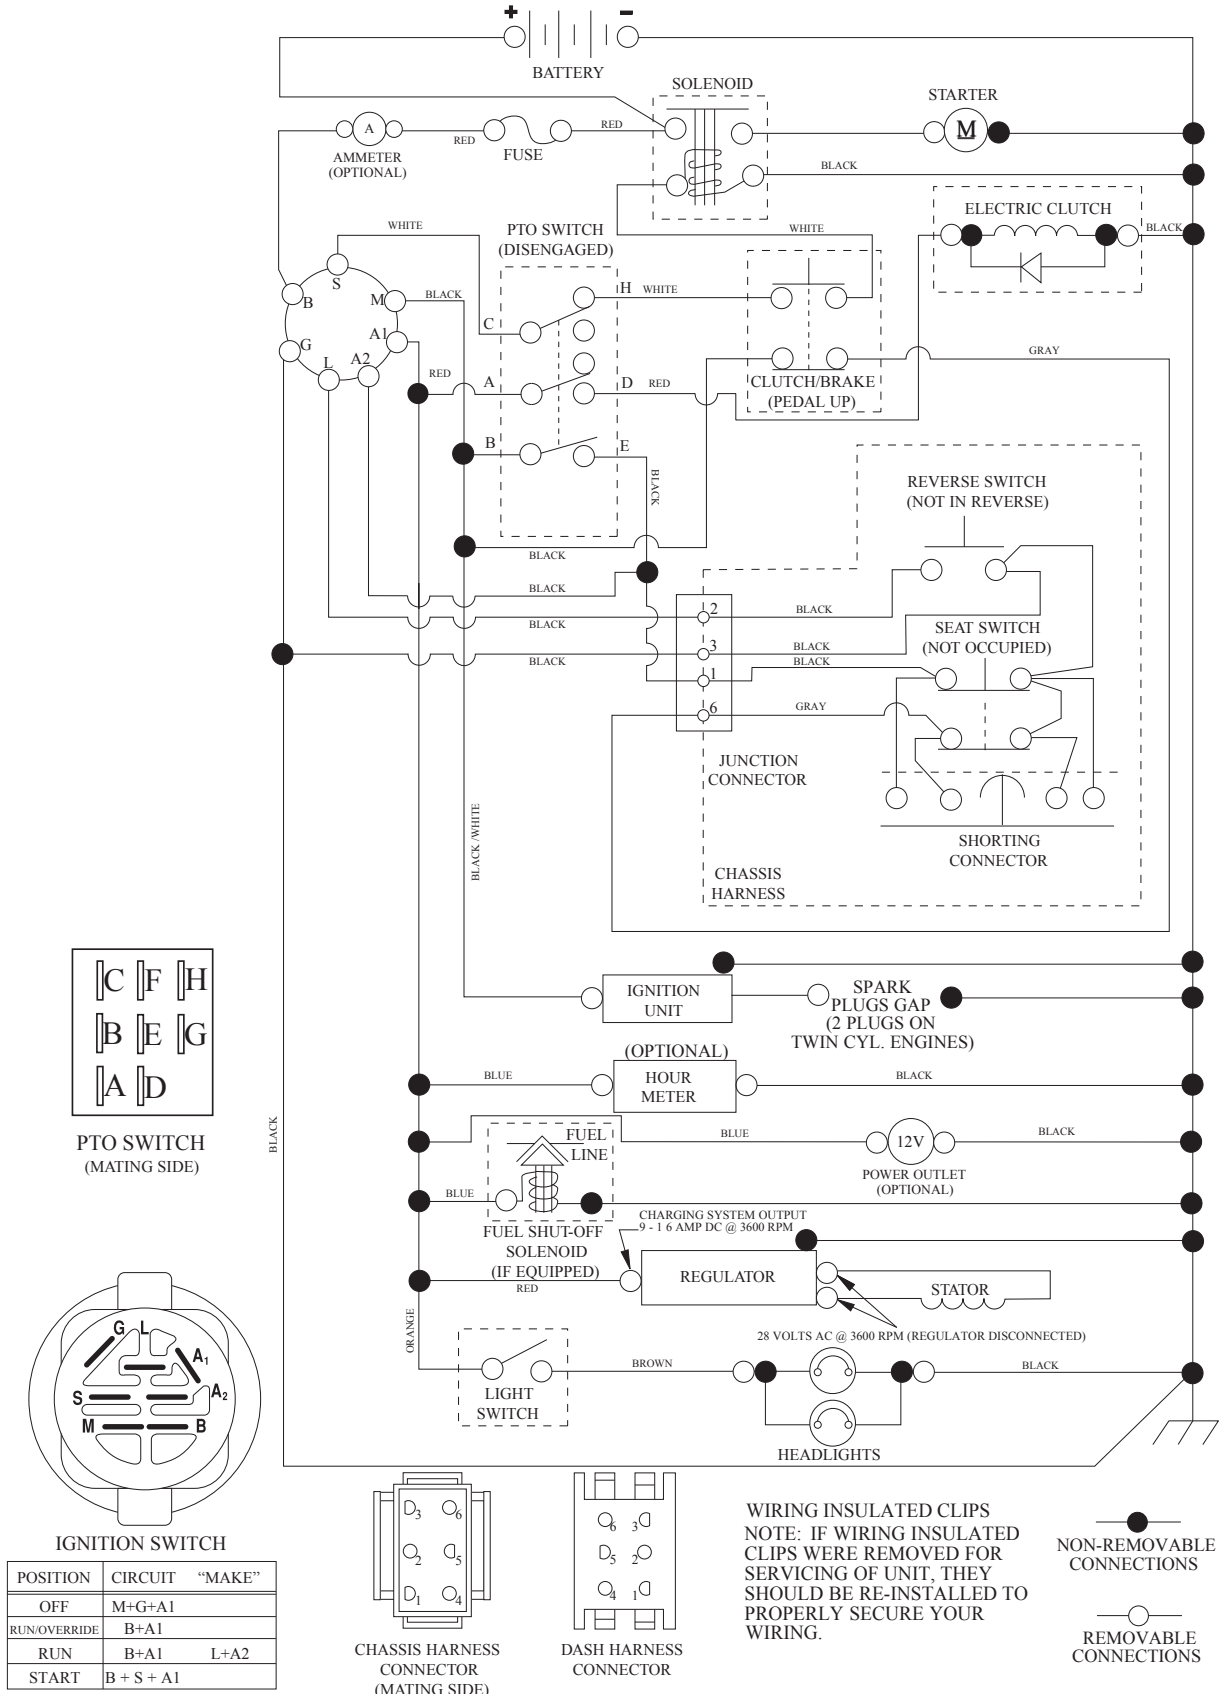 + -
BATTERY
SOLENOID
STARTER
A
RED
FUSE
RED
M
AMMETER
(OPTIONAL)
BLACK
ELECTRIC CLUTCH
WHITE
PTO SWITCH
(DISENGAGED)
WHITE
BLACK
S
B
M
BLACK
H
WHITE
C
G
A1
L
A2
RED
A
D
RED
GRAY
CLUTCH/BRAKE
(PEDAL UP)
B
E
BLACK
REVERSE SWITCH
(NOT IN REVERSE)
BLACK
BLACK
2
BLACK
BLACK
SEAT SWITCH
(NOT OCCUPIED)
3
BLACK
BLACK
BLACK
1
6
GRAY
JUNCTION
CONNECTOR
BLACK /WHITE
SHORTING
CONNECTOR
CHASSIS
HARNESS
C F H
B E G
A D
PTO SWITCH
(MATING SIDE)
IGNITION
UNIT
SPARK
PLUGS GAP
(2 PLUGS ON
TWIN CYL. ENGINES)
(OPTIONAL)
HOUR
METER
BLUE
BLACK
BLACK
FUEL
LINE
BLUE
12V
BLACK
POWER OUTLET
(OPTIONAL)
BLUE
FUEL SHUT-OFF
SOLENOID
(IF EQUIPPED)
CHARGING SYSTEM OUTPUT
9 - 1 6 AMP DC @ 3600 RPM
RED
REGULATOR
STATOR
28 VOLTS AC @ 3600 RPM (REGULATOR DISCONNECTED)
ORANGE
LIGHT
SWITCH
BROWN
BLACK
HEADLIGHTS
G L
A1
S
A2
M
B
IGNITION SWITCH
POSITION CIRCUIT "MAKE"
OFF M+G+A1
RUN/OVERRIDE B+A1
RUN B+A1 L+A2
START B + S + A1
3 6
2 5
1 4
CHASSIS HARNESS
CONNECTOR
(MATING SIDE)
6 3
5 2
4 1
DASH HARNESS
CONNECTOR
WIRING INSULATED CLIPS
NOTE: IF WIRING INSULATED
CLIPS WERE REMOVED FOR
SERVICING OF UNIT, THEY
SHOULD BE RE-INSTALLED TO
PROPERLY SECURE YOUR
WIRING.
NON-REMOVABLE
CONNECTIONS
REMOVABLE
CONNECTIONS